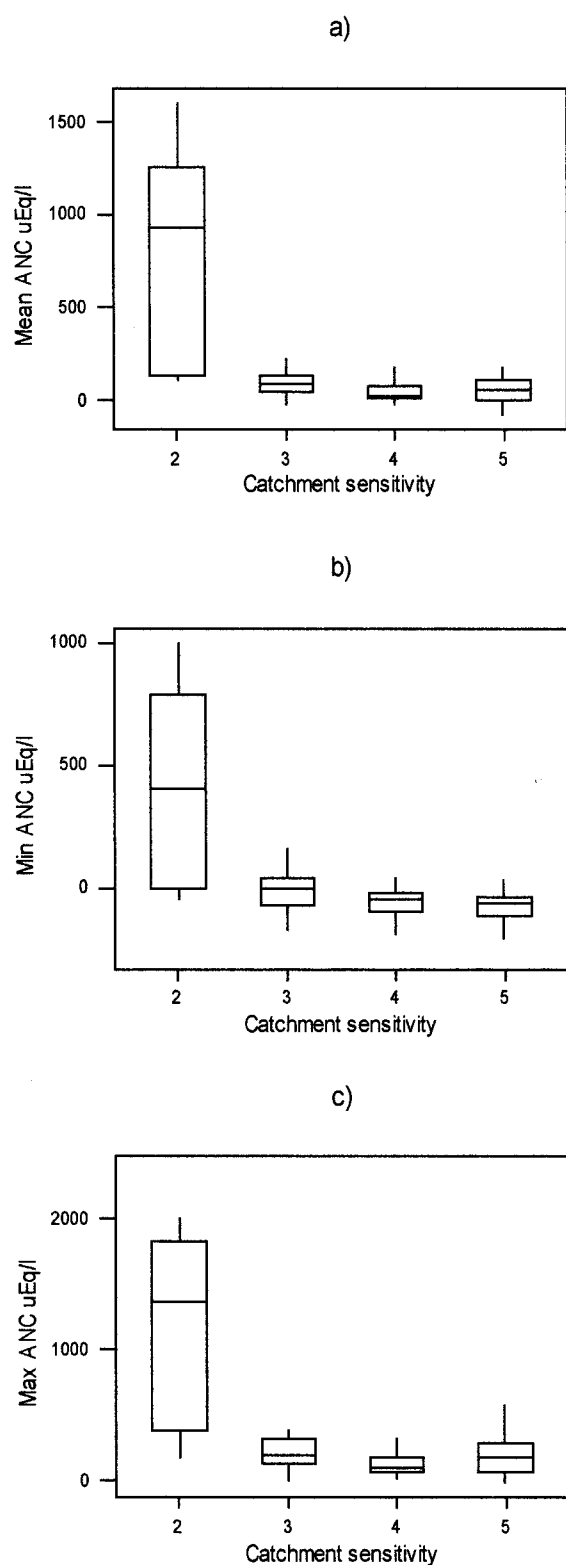 a)
Mean ANC uEq/l
1500
1000
500
0
2 3 4 5
Catchment sensitivity
b)
Min ANC uEq/l
1000
500
0
2 3 4 5
Catchment sensitivity
c)
Max ANC uEq/l
2000
1000
0
2 3 4 5
Catchment sensitivity